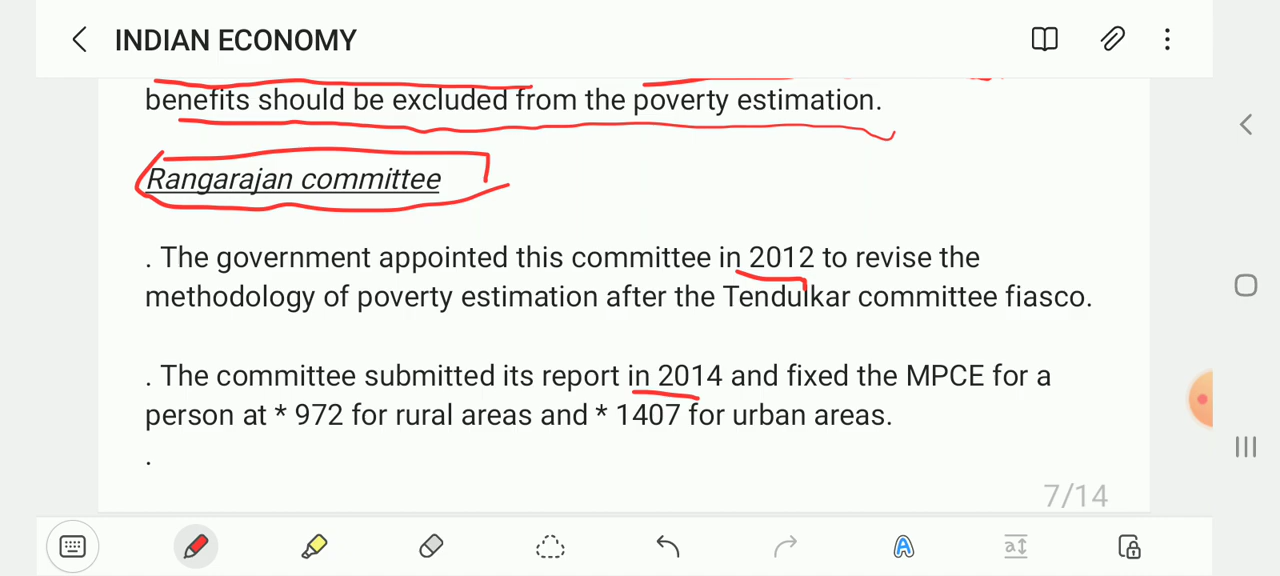 INDIAN ECONOMY
benefits should be excluded from the poverty estimation.
Rangarajan committee
. The government appointed this committee in 2012 to revise the
methodology of poverty estimation after the Tendulkar committee fiasco.
. The committee submitted its report in 2014 and fixed the MPCE for a
person at * 972 for rural areas and * 1407 for urban areas.
.
7/14